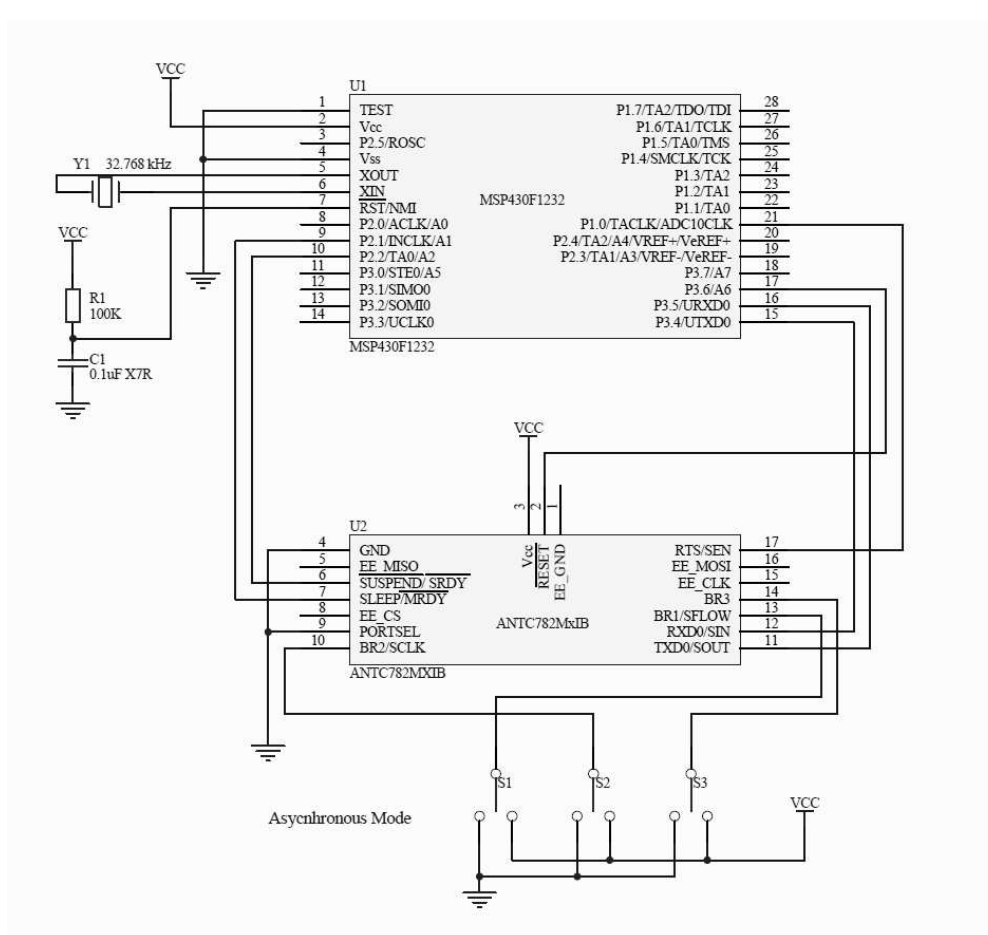 VCC
U1
1 TEST
2 Vcc
3 P2.5/ROSC
4 Vss
5 XOUT
6 XIN
7 RST/NMI
8 P2.0/ACLK/A0
9 P2.1/INCLK/A1
10 P2.2/TA0/A2
11 P3.0/STE0/A5
12 P3.1/SIMO0
13 P3.2/SOMI0
14 P3.3/UCLK0
P1.7/TA2/TDO/TDI 28
P1.6/TA1/TCLK 27
P1.5/TA0/TMS 26
P1.4/SMCLK/TCK 25
P1.3/TA2 24
P1.2/TA1 23
P1.1/TA0 22
P1.0/TACLK/ADC10CLK 21
P2.4/TA2/A4/VREF+/VeREF+ 20
P2.3/TA1/A3/VREF-/VeREF- 19
P3.7/A7 18
P3.6/A6 17
P3.5/URXD0 16
P3.4/UTXD0 15
MSP430F1232
MSP430F1232
Y1 32.768 kHz
VCC
R1
100K
C1
0.1uF X7R
VCC
3 Vcc
2 RESET
1 EE_GND
U2
4 GND
5 EE_MISO
6 SUSPEND/ SRDY
7 SLEEP/MRDY
8 EE_CS
9 PORTSEL
10 BR2/SCLK
RTS/SEN 17
EE_MOSI 16
EE_CLK 15
BR3 14
BR1/SFLOW 13
RXD0/SIN 12
TXD0/SOUT 11
ANTC782MxIB
ANTC782MXIB
S1
S2
S3
VCC
Asycnhronous Mode